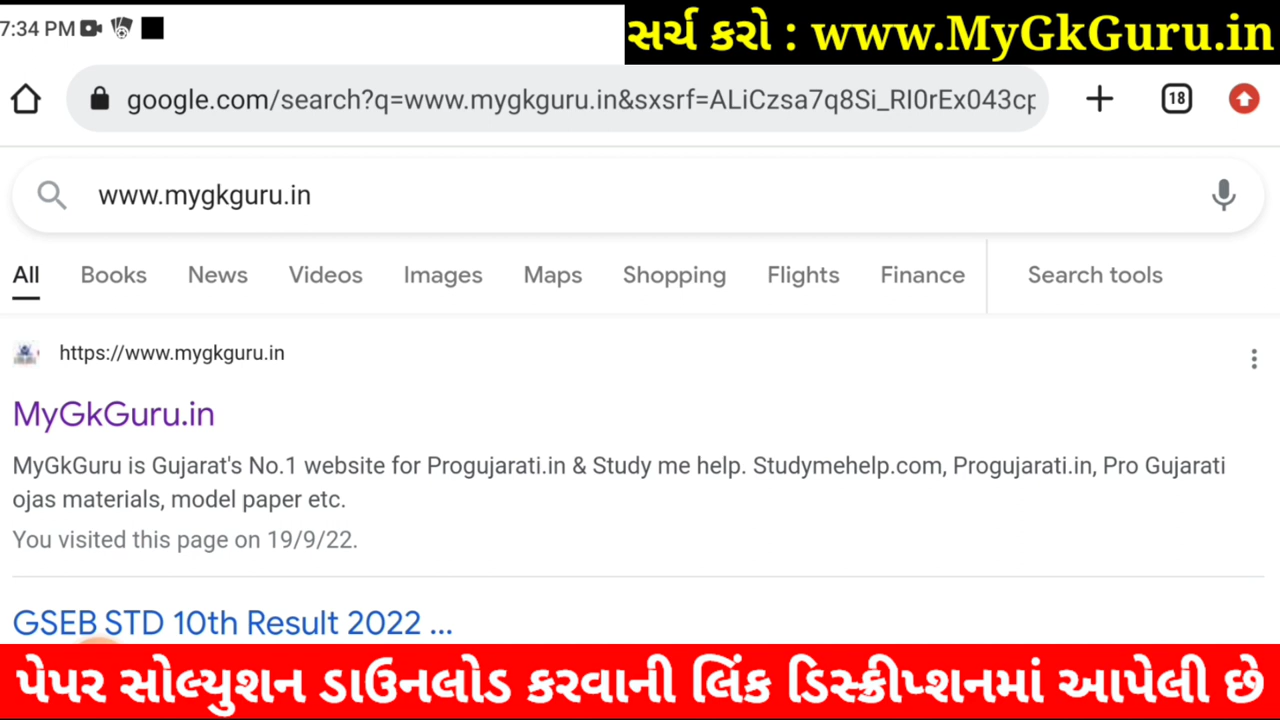 7:34 PM
સર્ચ કરો : www.MyGkGuru.in
google.com/search?q=www.mygkguru.in&sxsrf=ALiCzsa7q8Si_RI0rEx043cp
18
www.mygkguru.in
All Books News Videos Images Maps Shopping Flights Finance Search tools
https://www.mygkguru.in
MyGkGuru.in
MyGkGuru is Gujarat's No.1 website for Progujarati.in & Study me help. Studymehelp.com, Progujarati.in, Pro Gujarati
ojas materials, model paper etc.
You visited this page on 19/9/22.
GSEB STD 10th Result 2022 ...
પેપર સોલ્યુશન ડાઉનલોડ કરવાની લિંક ડિસ્ક્રીપ્શનમાં આપેલી છે